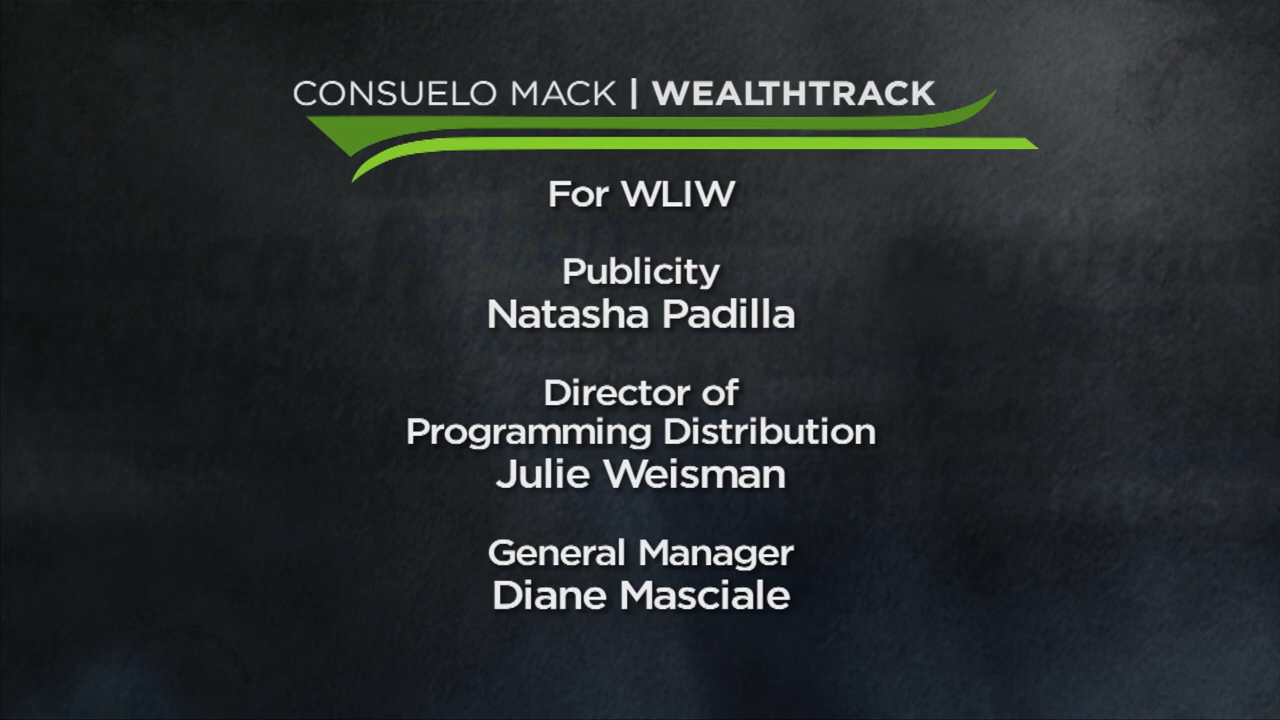 CONSUELO MACK | WEALTHTRACK
For WLIW
Publicity
Natasha Padilla
Director of
Programming Distribution
Julie Weisman
General Manager
Diane Masciale